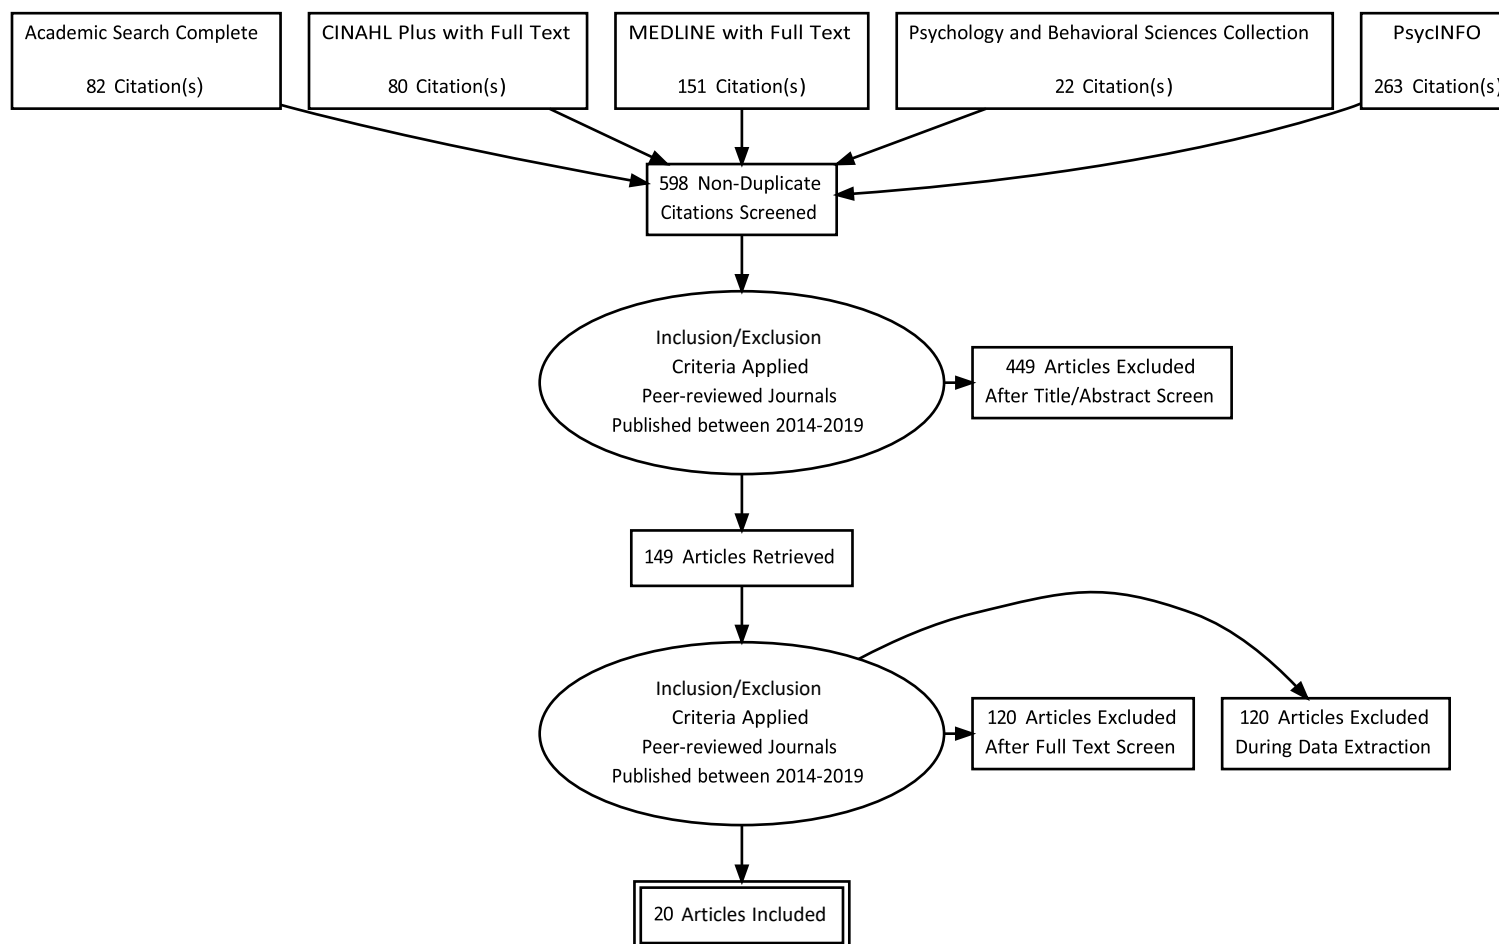 Academic Search Complete
82 Citation(s)
CINAHL Plus with Full Text
80 Citation(s)
MEDLINE with Full Text
151 Citation(s)
Psychology and Behavioral Sciences Collection
22 Citation(s)
PsycINFO
263 Citation(s)
598 Non-Duplicate
Citations Screened
Inclusion/Exclusion
Criteria Applied
Peer-reviewed Journals
Published between 2014-2019
449 Articles Excluded
After Title/Abstract Screen
149 Articles Retrieved
Inclusion/Exclusion
Criteria Applied
Peer-reviewed Journals
Published between 2014-2019
120 Articles Excluded
After Full Text Screen
120 Articles Excluded
During Data Extraction
20 Articles Included